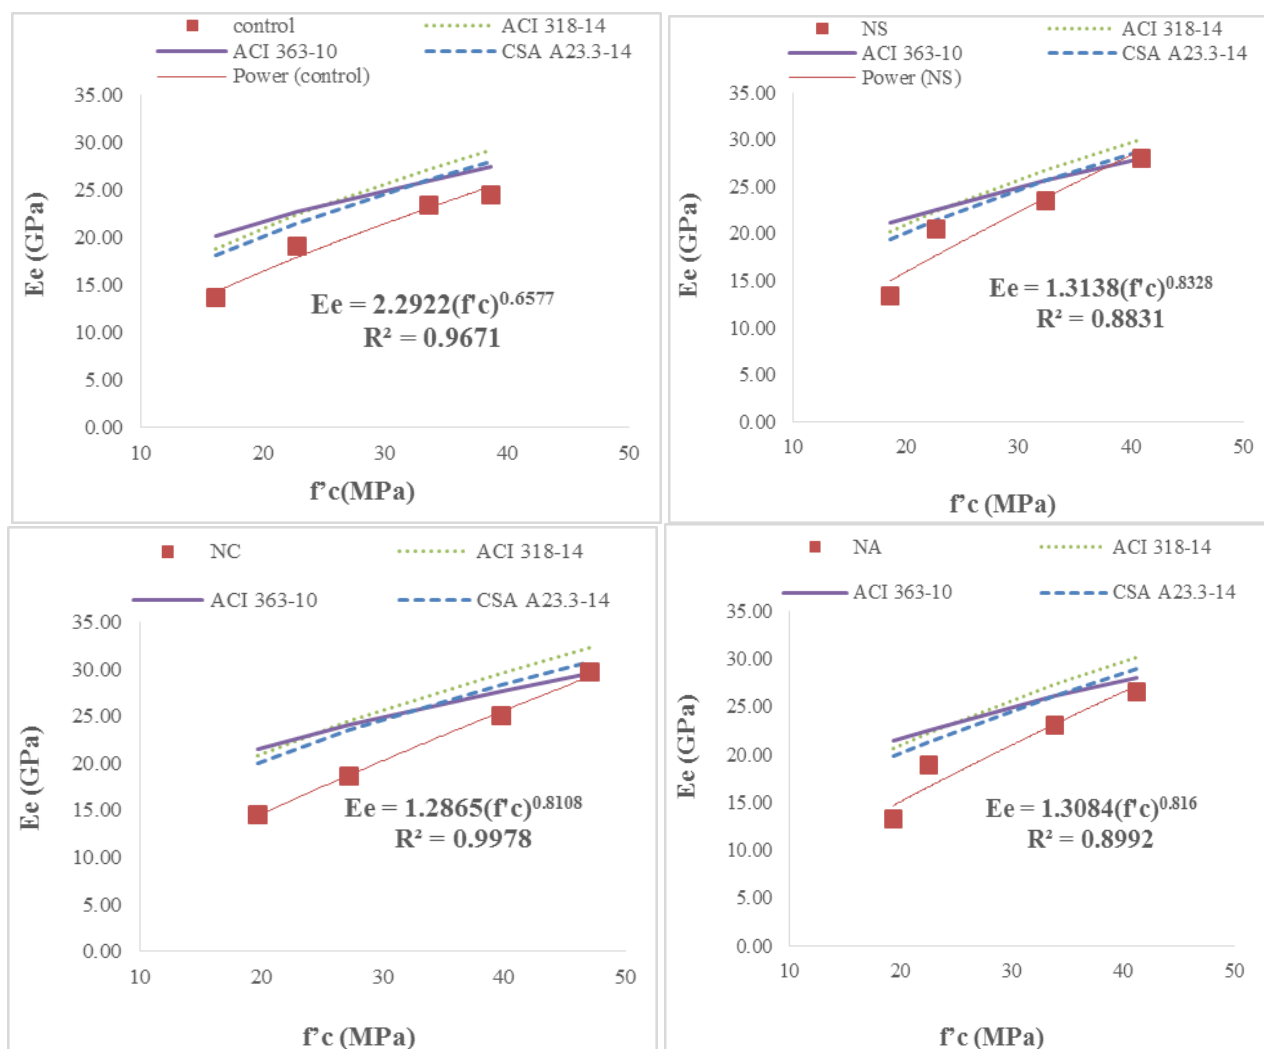 control ACI 318-14
ACI 363-10 CSA A23.3-14
Power (control)
35.00
30.00
25.00
20.00
15.00
10.00
5.00
0.00
Ee (GPa)
Ee = 2.2922(f'c)^0.6577
R² = 0.9671
10 20 30 40 50
f'c(MPa)
NS ACI 318-14
ACI 363-10 CSA A23.3-14
Power (NS)
35.00
30.00
25.00
20.00
15.00
10.00
5.00
0.00
Ee (GPa)
Ee = 1.3138(f'c)^0.8328
R² = 0.8831
10 20 30 40 50
f'c (MPa)
NC ACI 318-14
ACI 363-10 CSA A23.3-14
35.00
30.00
25.00
20.00
15.00
10.00
5.00
0.00
Ee (GPa)
Ee = 1.2865(f'c)^0.8108
R² = 0.9978
10 20 30 40 50
f'c (MPa)
NA ACI 318-14
ACI 363-10 CSA A23.3-14
35.00
30.00
25.00
20.00
15.00
10.00
5.00
0.00
Ee (GPa)
Ee = 1.3084(f'c)^0.816
R² = 0.8992
10 20 30 40 50
f'c (MPa)